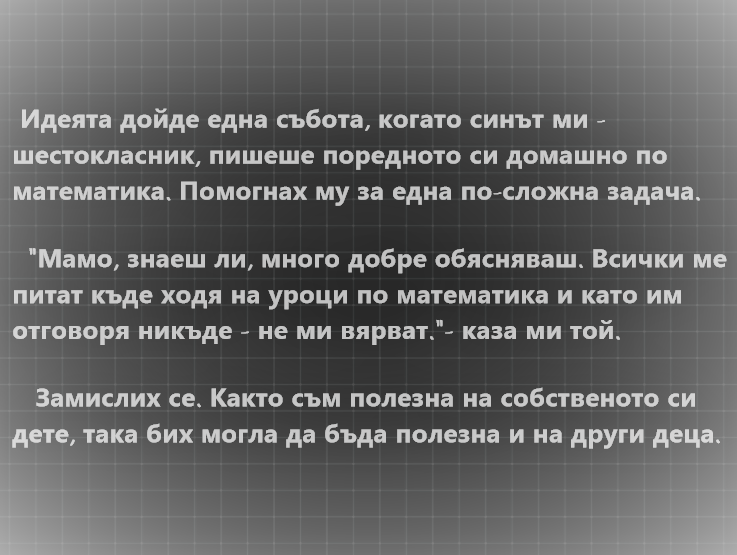 Идеята дойде една събота, когато синът ми -
шестокласник, пишеше поредното си домашно по
математика. Помогнах му за една по-сложна задача.
"Мамо, знаеш ли, много добре обясняваш. Всички ме
питат къде ходя на уроци по математика и като им
отговоря никъде - не ми вярват."- каза ми той.
Замислих се. Както съм полезна на собственото си
дете, така бих могла да бъда полезна и на други деца.